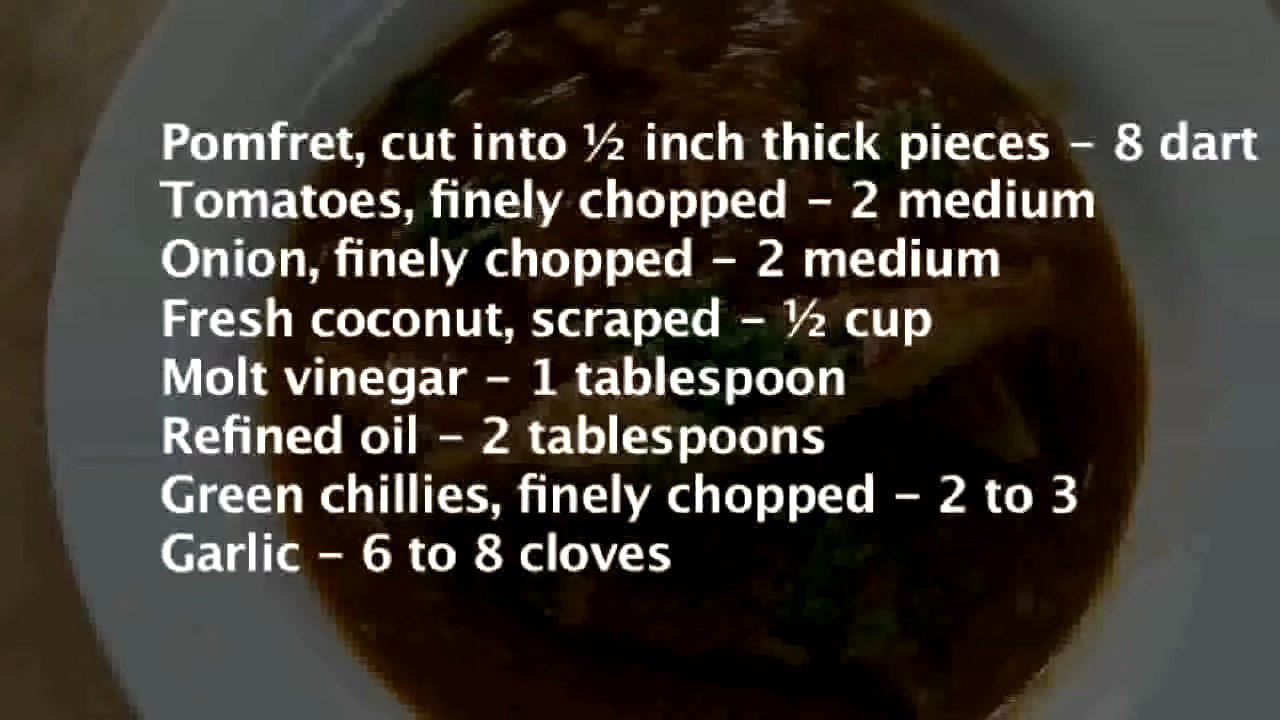 Pomfret, cut into ½ inch thick pieces – 8 dart
Tomatoes, finely chopped – 2 medium
Onion, finely chopped – 2 medium
Fresh coconut, scraped – ½ cup
Molt vinegar – 1 tablespoon
Refined oil – 2 tablespoons
Green chillies, finely chopped – 2 to 3
Garlic – 6 to 8 cloves